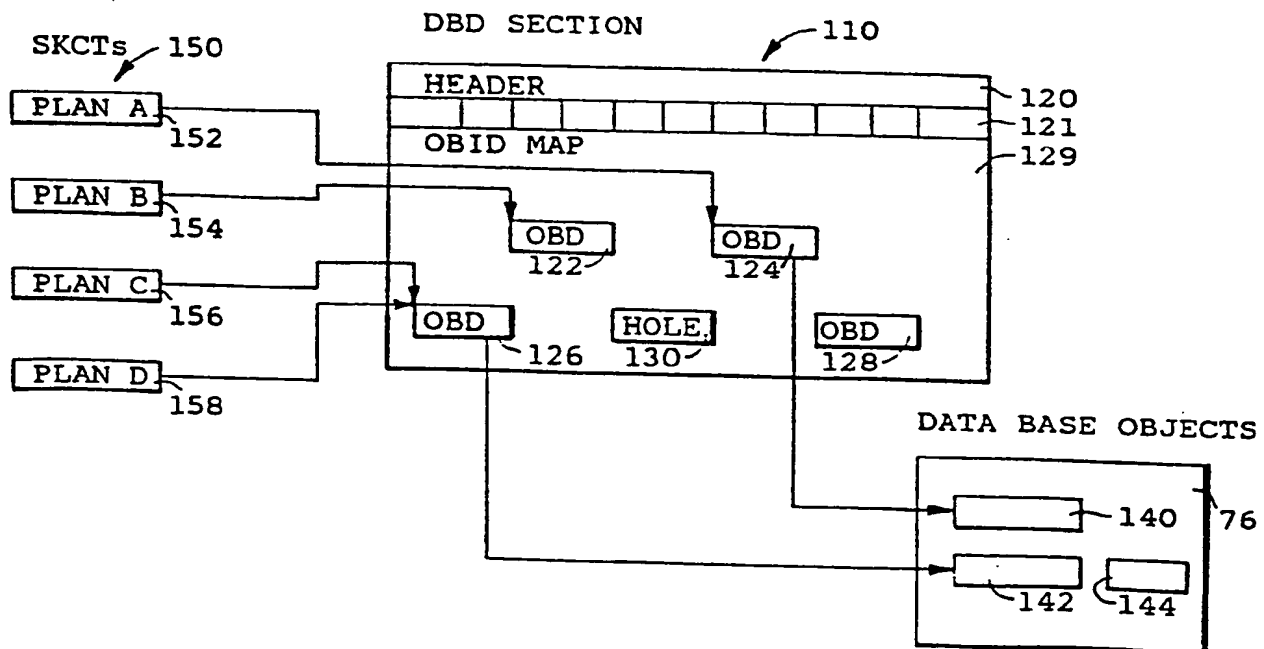 DBD SECTION
110
SKCTs
150
HEADER
120
PLAN A
152
121
OBID MAP
129
PLAN B
154
OBD
122
OBD
124
PLAN C
156
OBD
126
HOLE
130
OBD
128
PLAN D
158
DATA BASE OBJECTS
140
76
142
144